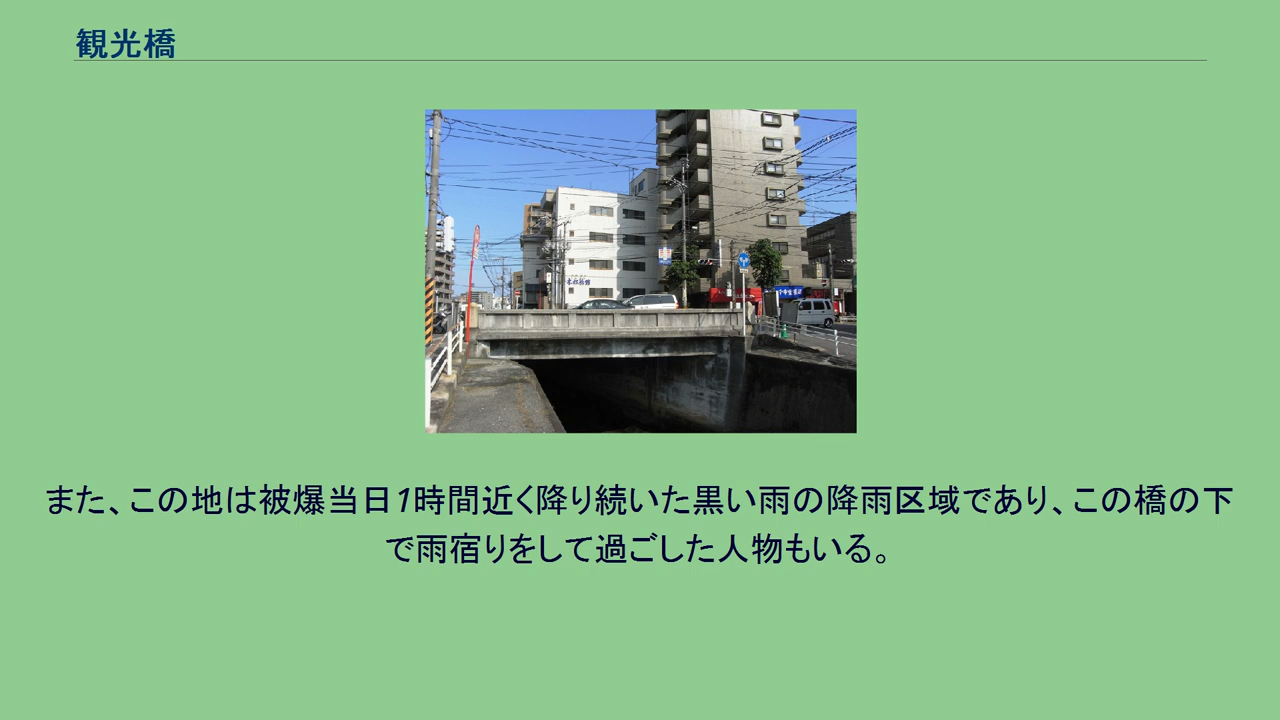 観光橋
また、この地は被爆当日1時間近く降り続いた黒い雨の降雨区域であり、この橋の下
で雨宿りをして過ごした人物もいる。